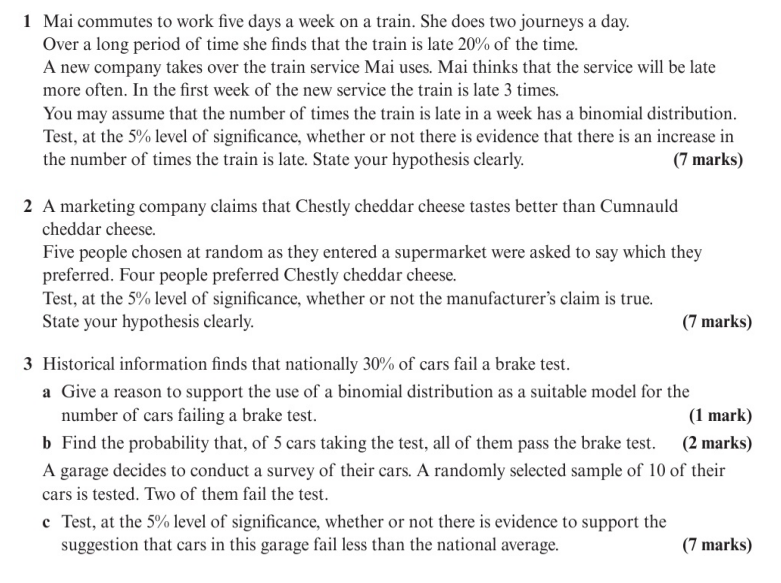 1 Mai commutes to work five days a week on a train. She does two journeys a day.
Over a long period of time she finds that the train is late 20% of the time.
A new company takes over the train service Mai uses. Mai thinks that the service will be late
more often. In the first week of the new service the train is late 3 times.
You may assume that the number of times the train is late in a week has a binomial distribution.
Test, at the 5% level of significance, whether or not there is evidence that there is an increase in
the number of times the train is late. State your hypothesis clearly. (7 marks)
2 A marketing company claims that Chestly cheddar cheese tastes better than Cumnauld
cheddar cheese.
Five people chosen at random as they entered a supermarket were asked to say which they
preferred. Four people preferred Chestly cheddar cheese.
Test, at the 5% level of significance, whether or not the manufacturer's claim is true.
State your hypothesis clearly. (7 marks)
3 Historical information finds that nationally 30% of cars fail a brake test.
a Give a reason to support the use of a binomial distribution as a suitable model for the
number of cars failing a brake test. (1 mark)
b Find the probability that, of 5 cars taking the test, all of them pass the brake test. (2 marks)
A garage decides to conduct a survey of their cars. A randomly selected sample of 10 of their
cars is tested. Two of them fail the test.
c Test, at the 5% level of significance, whether or not there is evidence to support the
suggestion that cars in this garage fail less than the national average. (7 marks)